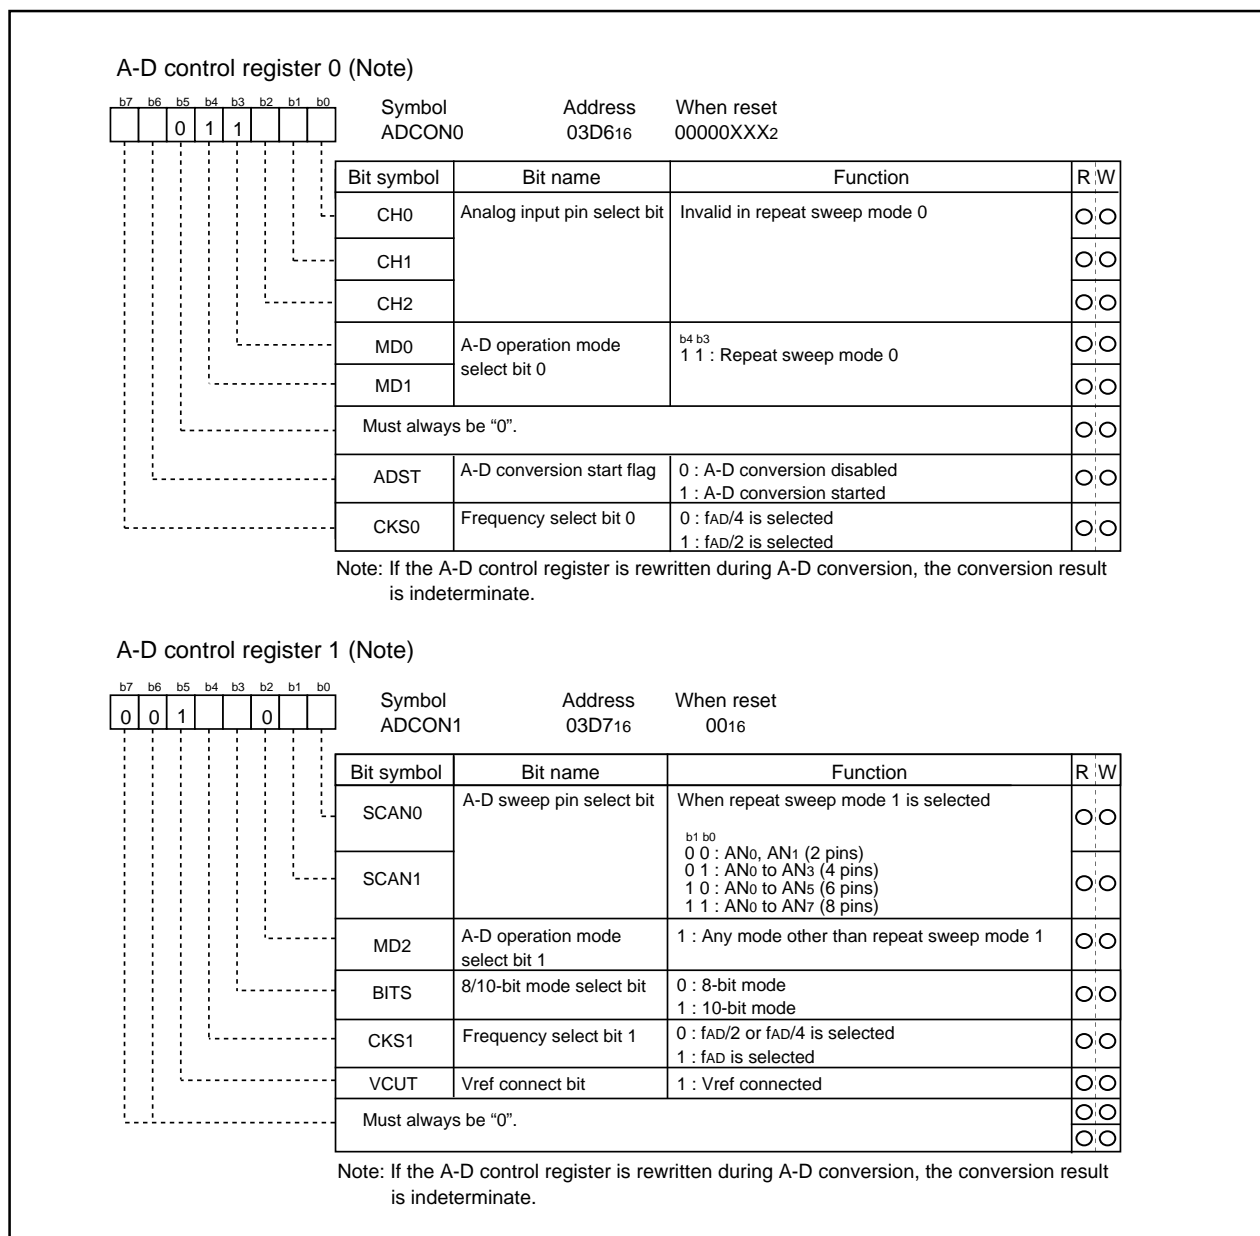 A-D control register 0 (Note)
b7 b6 b5 b4 b3 b2 b1 b0
0 1 1
Symbol Address When reset
ADCON0 03D616 00000XXX2
Bit symbol Bit name Function R W
CH0 Analog input pin select bit Invalid in repeat sweep mode 0
CH1
CH2
MD0 A-D operation mode select bit 0 b4 b3
1 1 : Repeat sweep mode 0
MD1
Must always be “0”.
ADST A-D conversion start flag 0 : A-D conversion disabled
1 : A-D conversion started
CKS0 Frequency select bit 0 0 : fAD/4 is selected
1 : fAD/2 is selected
Note: If the A-D control register is rewritten during A-D conversion, the conversion result
is indeterminate.
A-D control register 1 (Note)
b7 b6 b5 b4 b3 b2 b1 b0
0 0 1 0
Symbol Address When reset
ADCON1 03D716 0016
Bit symbol Bit name Function R W
SCAN0 A-D sweep pin select bit When repeat sweep mode 1 is selected
b1 b0
0 0 : AN0, AN1 (2 pins)
0 1 : AN0 to AN3 (4 pins)
1 0 : AN0 to AN5 (6 pins)
1 1 : AN0 to AN7 (8 pins)
SCAN1
MD2 A-D operation mode select bit 1 1 : Any mode other than repeat sweep mode 1
BITS 8/10-bit mode select bit 0 : 8-bit mode
1 : 10-bit mode
CKS1 Frequency select bit 1 0 : fAD/2 or fAD/4 is selected
1 : fAD is selected
VCUT Vref connect bit 1 : Vref connected
Must always be “0”.
Note: If the A-D control register is rewritten during A-D conversion, the conversion result
is indeterminate.